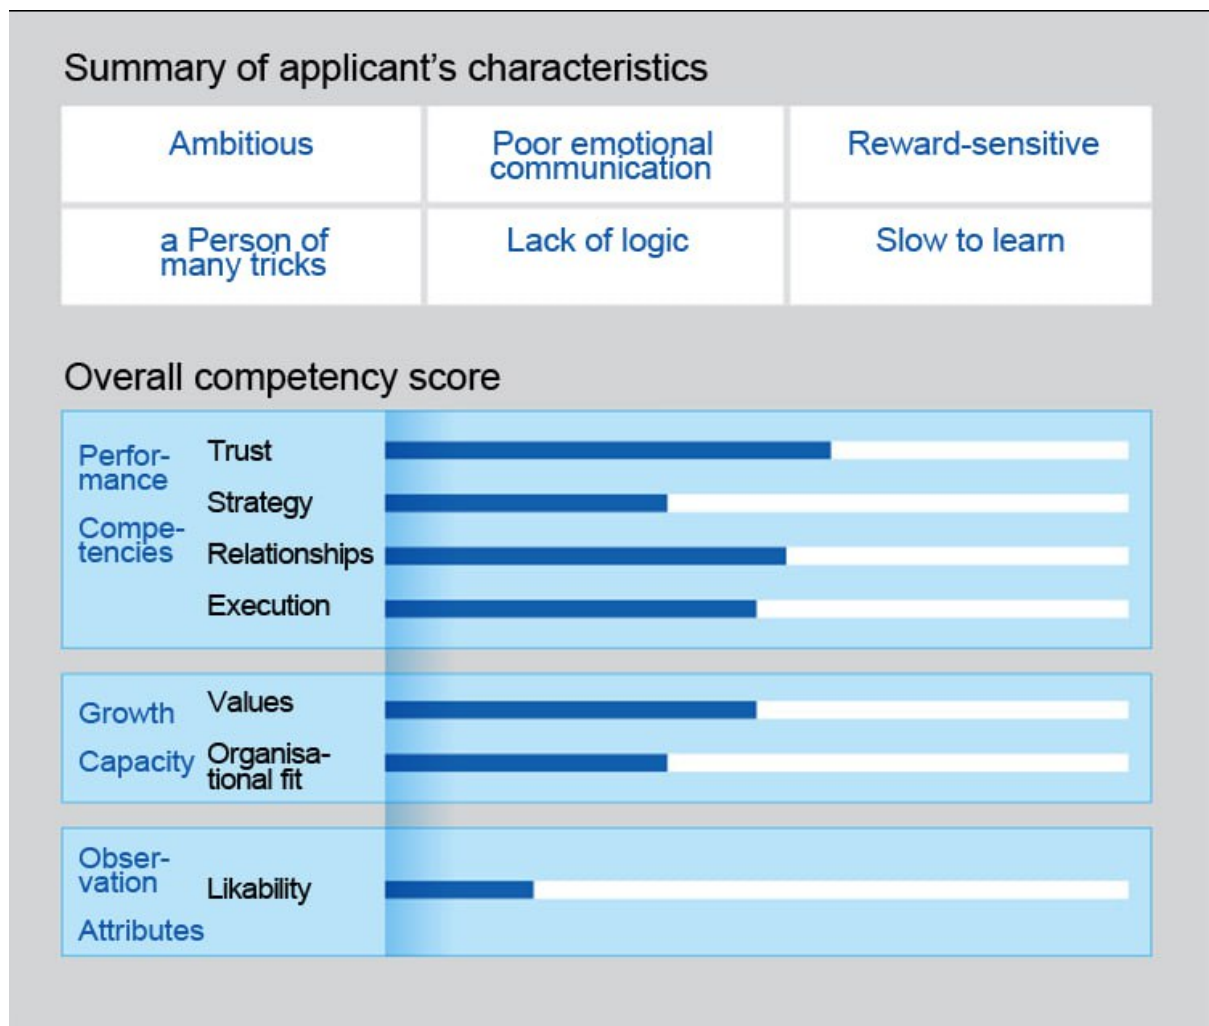 Summary of applicant’s characteristics
Ambitious
Poor emotional
communication
Reward-sensitive
a Person of
many tricks
Lack of logic
Slow to learn
Overall competency score
Perfor-
mance
Compe-
tencies
Trust
Strategy
Relationships
Execution
Growth
Capacity
Values
Organisa-
tional fit
Obser-
vation
Attributes
Likability